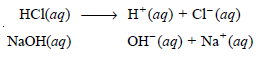 HCl(aq) ⟶ H⁺(aq) + Cl⁻(aq)
NaOH(aq) OH⁻(aq) + Na⁺(aq)